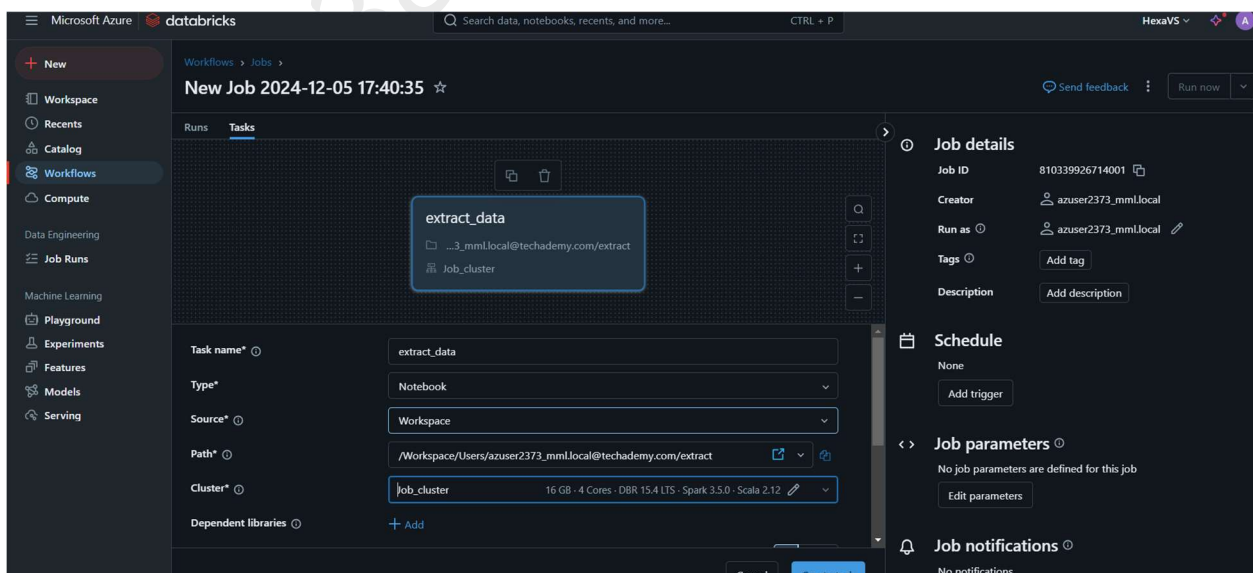 Microsoft Azure databricks Search data, notebooks, recents, and more... CTRL + P HexaVS A
New
Workspace
Recents
Catalog
Workflows
Compute
Data Engineering
Job Runs
Machine Learning
Playground
Experiments
Features
Models
Serving
Workflows > Jobs >
New Job 2024-12-05 17:40:35
Send feedback Run now
Runs Tasks
extract_data
...3_mml.local@techademy.com/extract
Job_cluster
Task name* extract_data
Type* Notebook
Source* Workspace
Path* /Workspace/Users/azuser2373_mml.local@techademy.com/extract
Cluster* Job_cluster 16 GB · 4 Cores · DBR 15.4 LTS · Spark 3.5.0 · Scala 2.12
Dependent libraries + Add
Job details
Job ID 810339926714001
Creator azuser2373_mml.local
Run as azuser2373_mml.local
Tags Add tag
Description Add description
Schedule
None
Add trigger
Job parameters
No job parameters are defined for this job
Edit parameters
Job notifications
No notifications